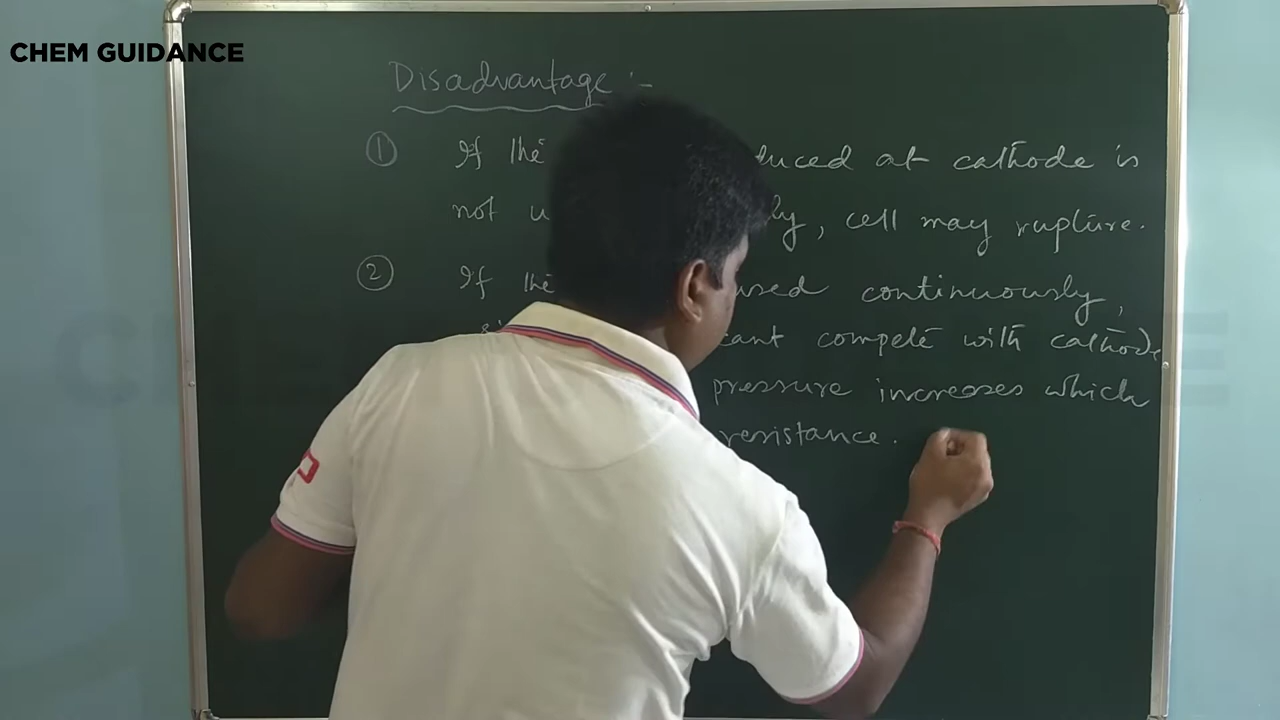 CHEM GUIDANCE
Disadvantage :-
① If the duced at cathode is
not u ly, cell may rupture.
② If the used continuously,
cant compete with cathode
pressure increases which
resistance.